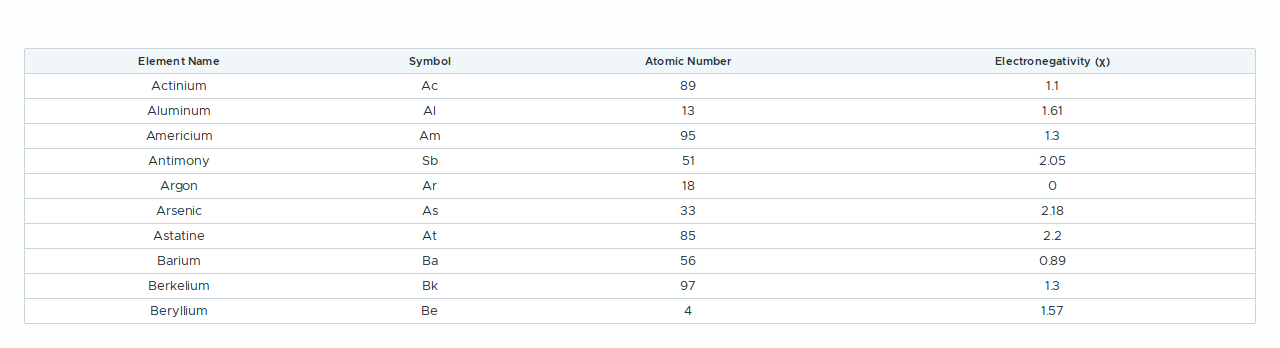 Element Name Symbol Atomic Number Electronegativity (χ)
Actinium Ac 89 1.1
Aluminum Al 13 1.61
Americium Am 95 1.3
Antimony Sb 51 2.05
Argon Ar 18 0
Arsenic As 33 2.18
Astatine At 85 2.2
Barium Ba 56 0.89
Berkelium Bk 97 1.3
Beryllium Be 4 1.57